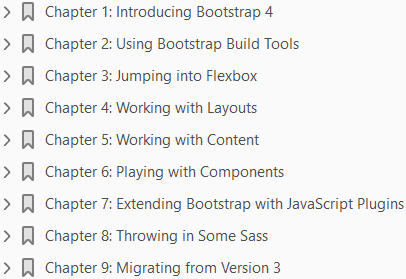 Chapter 1: Introducing Bootstrap 4
Chapter 2: Using Bootstrap Build Tools
Chapter 3: Jumping into Flexbox
Chapter 4: Working with Layouts
Chapter 5: Working with Content
Chapter 6: Playing with Components
Chapter 7: Extending Bootstrap with JavaScript Plugins
Chapter 8: Throwing in Some Sass
Chapter 9: Migrating from Version 3